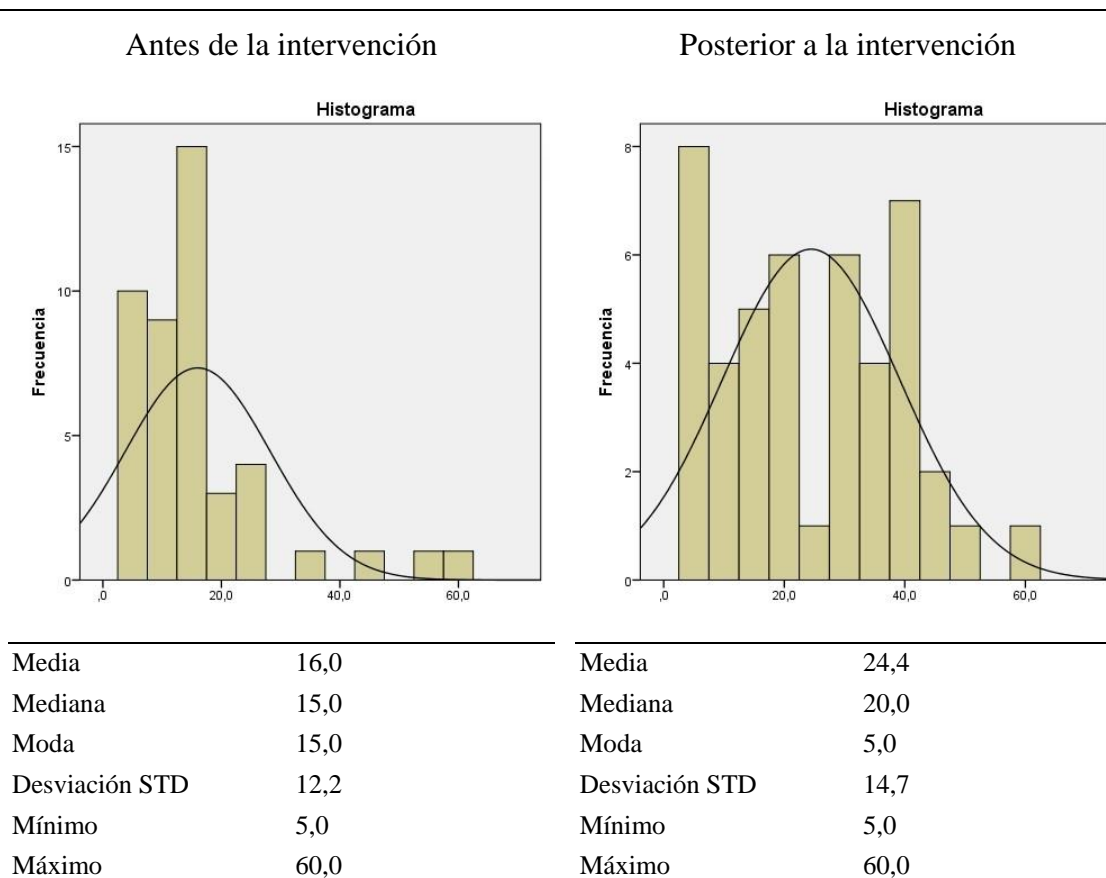 Antes de la intervención
Posterior a la intervención
Histograma
15
10
5
0
Frecuencia
,0 20,0 40,0 60,0
Histograma
8
6
4
2
0
Frecuencia
,0 20,0 40,0 60,0
Media 16,0
Mediana 15,0
Moda 15,0
Desviación STD 12,2
Mínimo 5,0
Máximo 60,0
Media 24,4
Mediana 20,0
Moda 5,0
Desviación STD 14,7
Mínimo 5,0
Máximo 60,0